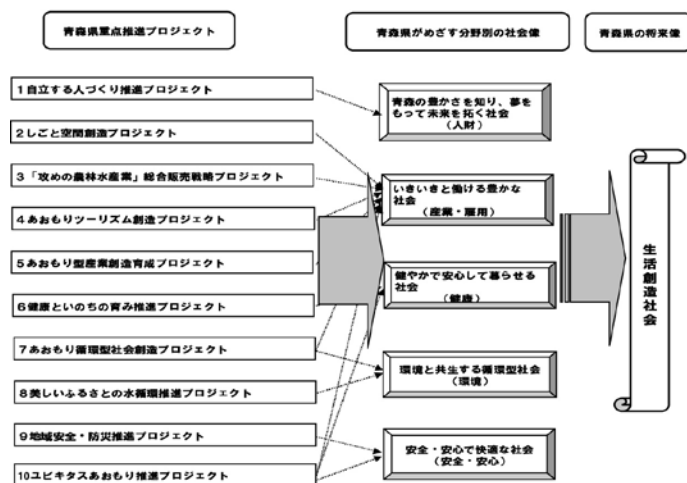 青森県重点推進プロジェクト
青森県がめざす分野別の社会像
青森県の将来像
1自立する人づくり推進プロジェクト
2しごと空間創造プロジェクト
3「攻めの農林水産業」総合販売戦略プロジェクト
4あおもりツーリズム創造プロジェクト
5あおもり型産業創造育成プロジェクト
6健康といのちの育み推進プロジェクト
7あおもり循環型社会創造プロジェクト
8美しいふるさとの水循環推進プロジェクト
9地域安全・防災推進プロジェクト
10ユビキタスあおもり推進プロジェクト
青森の豊かさを知り、夢を
もって未来を拓く社会
(人財)
いきいきと働ける豊かな
社会
(産業・雇用)
健やかで安心して暮らせる
社会
(健康)
環境と共生する循環型社会
(環境)
安全・安心で快適な社会
(安全・安心)
生活創造社会